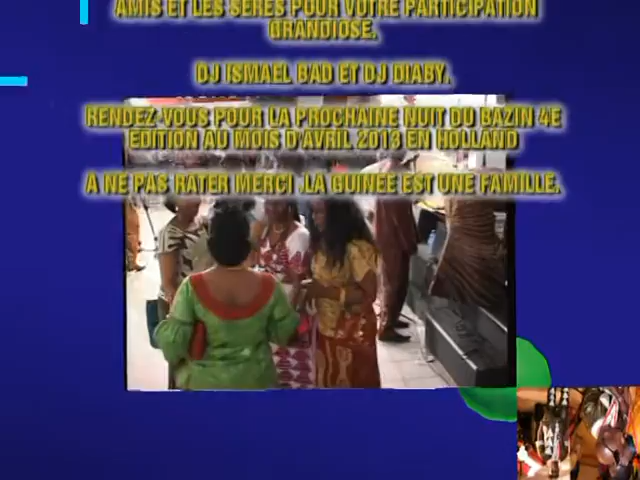 AMIS ET LES SERES POUR VOTRE PARTICIPATION
GRANDIOSE.
DJ ISMAEL BAD ET DJ DIABY.
RENDEZ-VOUS POUR LA PROCHAINE NUIT DU BAZIN 4E
EDITION AU MOIS D'AVRIL 2013 EN HOLLAND
A NE PAS RATER MERCI .LA GUINEE EST UNE FAMILLE.